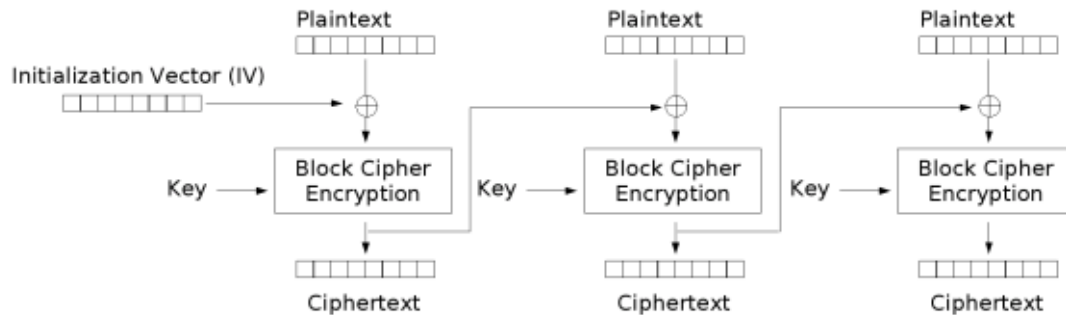 Plaintext
Plaintext
Plaintext
Initialization Vector (IV)
Key
Block Cipher
Encryption
Key
Block Cipher
Encryption
Key
Block Cipher
Encryption
Ciphertext
Ciphertext
Ciphertext